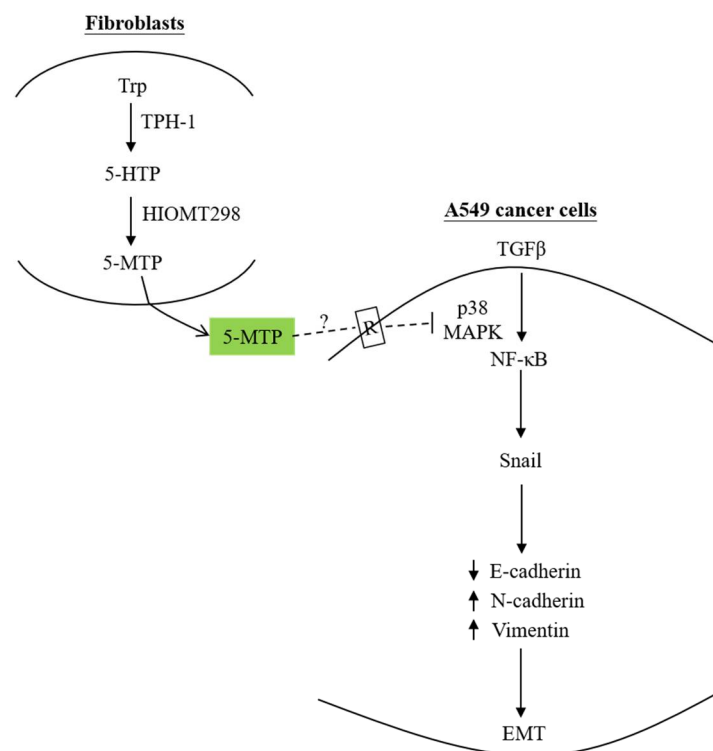 Fibroblasts
Trp
TPH-1
5-HTP
HIOMT298
5-MTP
5-MTP
?
R
A549 cancer cells
TGFβ
p38
MAPK
NF-κB
Snail
E-cadherin
N-cadherin
Vimentin
EMT